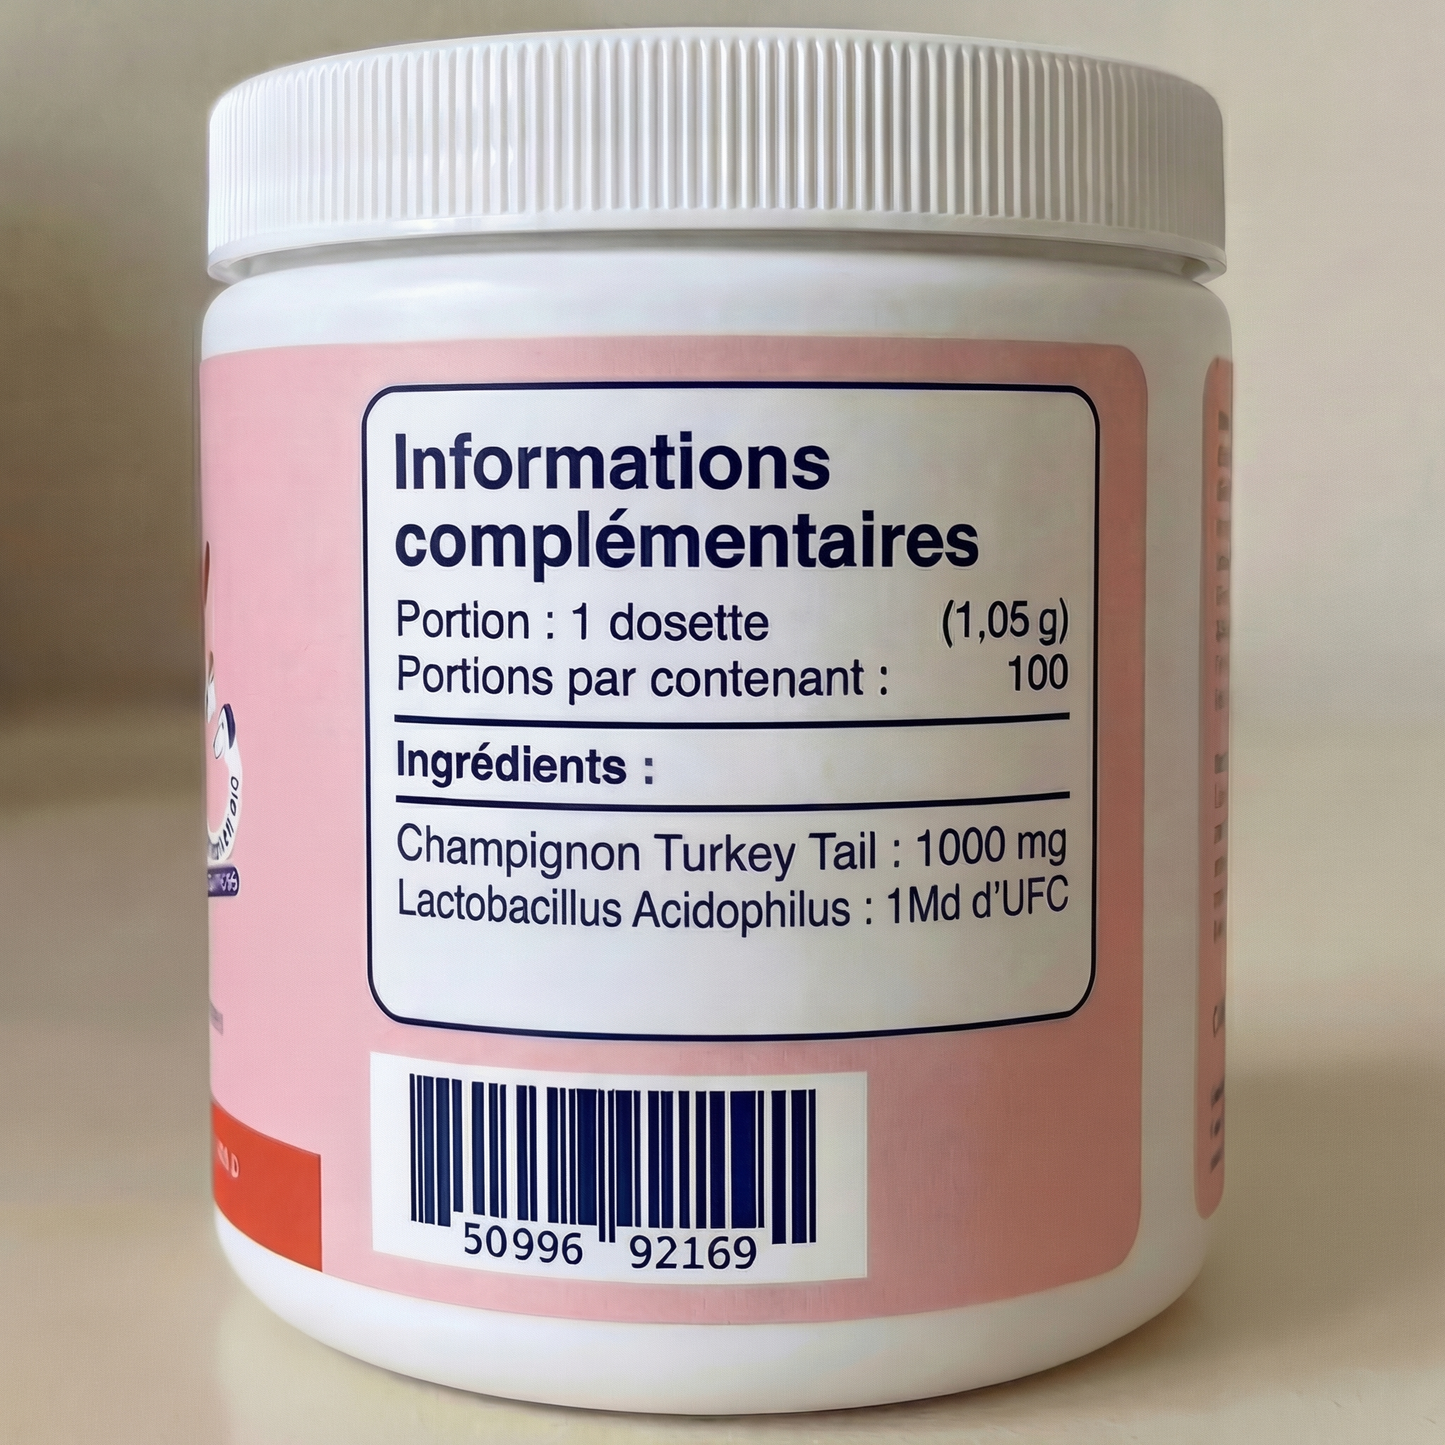 Informations
complémentaires
Portion : 1 dosette (1,05 g)
Portions par contenant : 100
Ingrédients :
Champignon Turkey Tail : 1000 mg
Lactobacillus Acidophilus : 1Md d'UFC
50996 92169